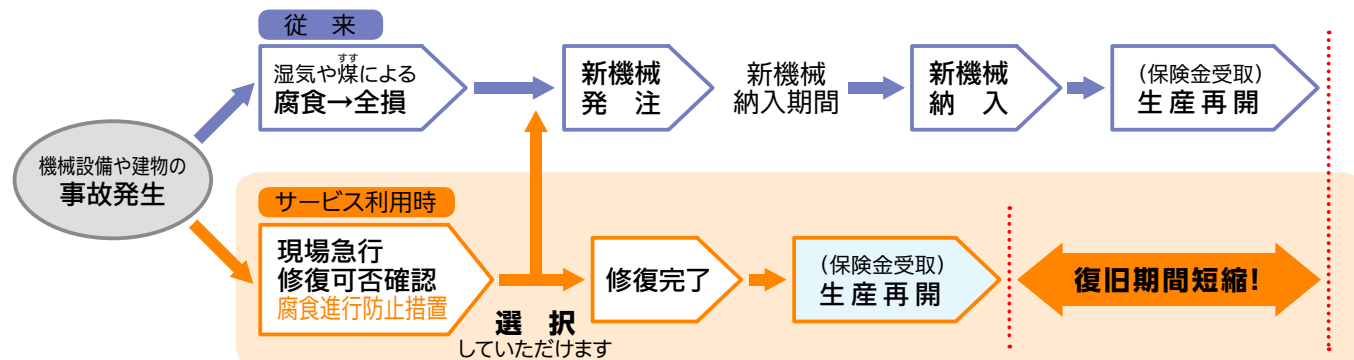 機械設備や建物の
事故発生
従 来
湿気や煤による
すす
腐食→全損
新機械
発 注
新機械
納入期間
新機械
納 入
(保険金受取)
生産再開
サービス利用時
現場急行
修復可否確認
腐食進行防止措置
選 択
していただけます
修復完了
(保険金受取)
生産再開
復旧期間短縮!